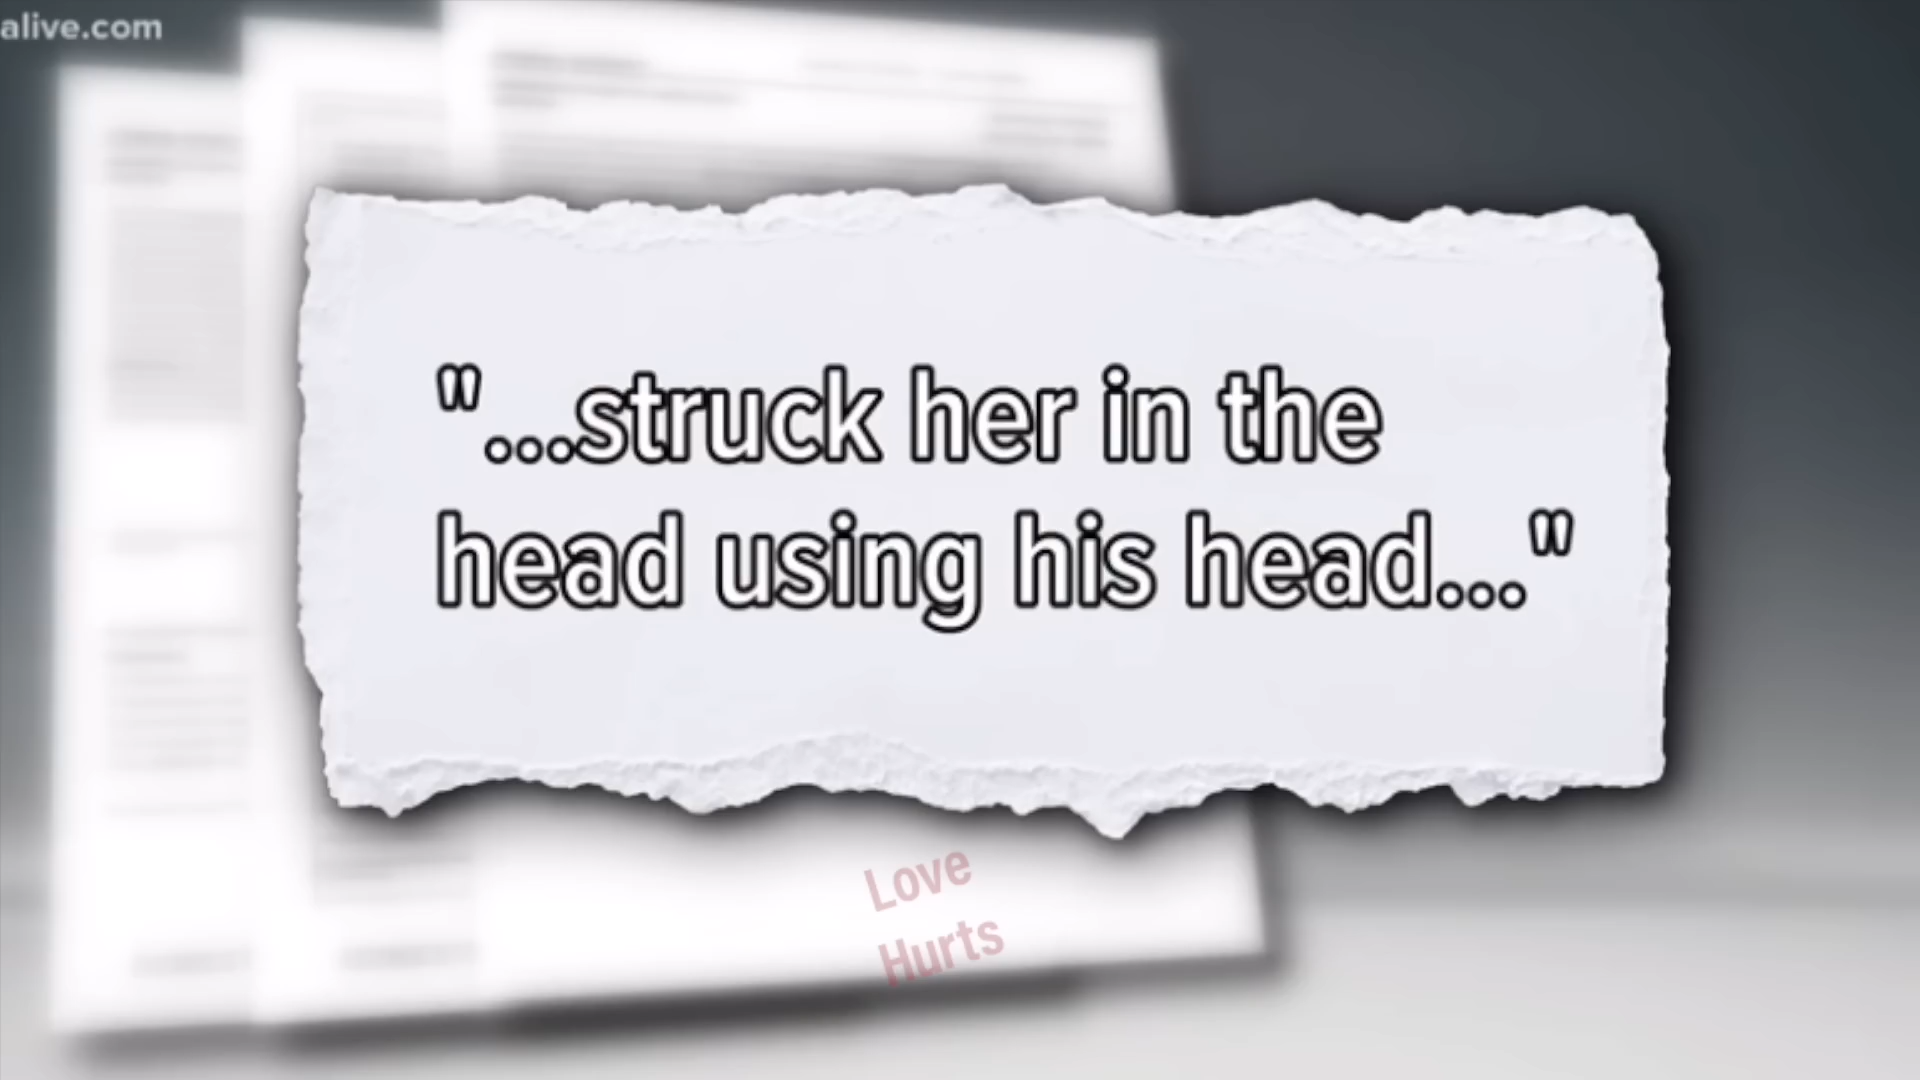 alive.com
"...struck her in the
head using his head..."
Love
Hurts